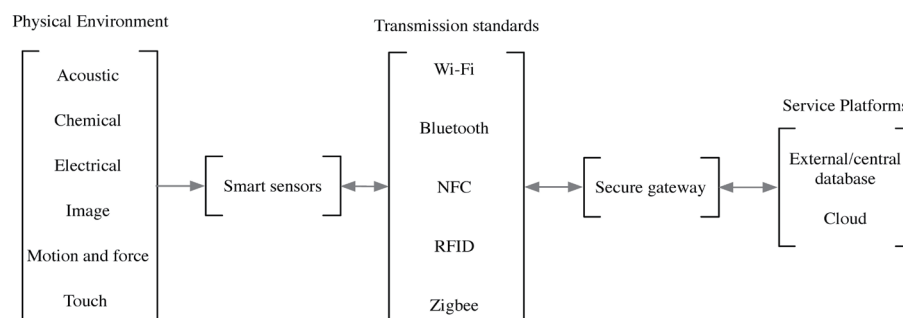 Physical Environment
Acoustic
Chemical
Electrical
Image
Motion and force
Touch
Smart sensors
Transmission standards
Wi-Fi
Bluetooth
NFC
RFID
Zigbee
Secure gateway
Service Platforms
External/central
database
Cloud